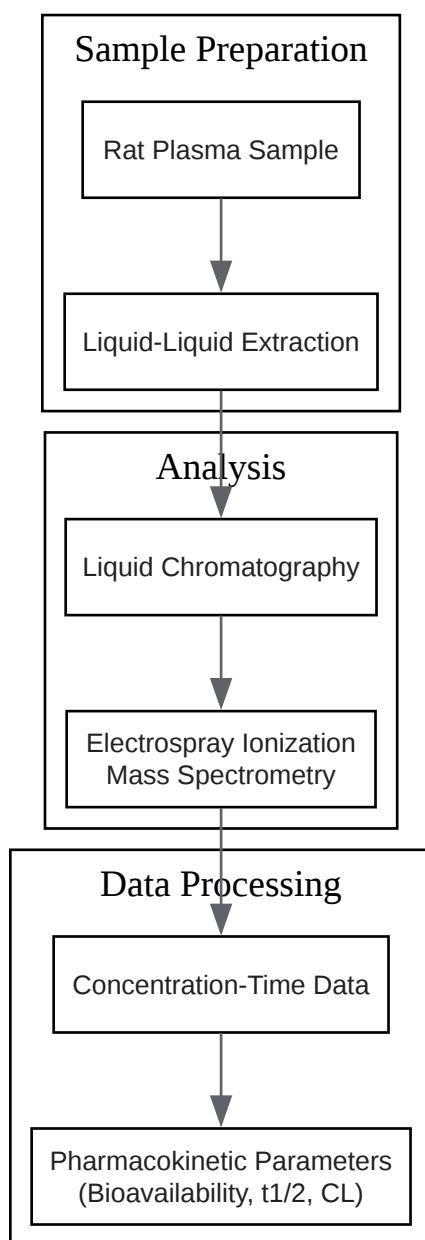 Sample Preparation
Rat Plasma Sample
Liquid-Liquid Extraction
Analysis
Liquid Chromatography
Electrospray Ionization
Mass Spectrometry
Data Processing
Concentration-Time Data
Pharmacokinetic Parameters
(Bioavailability, t1/2, CL)